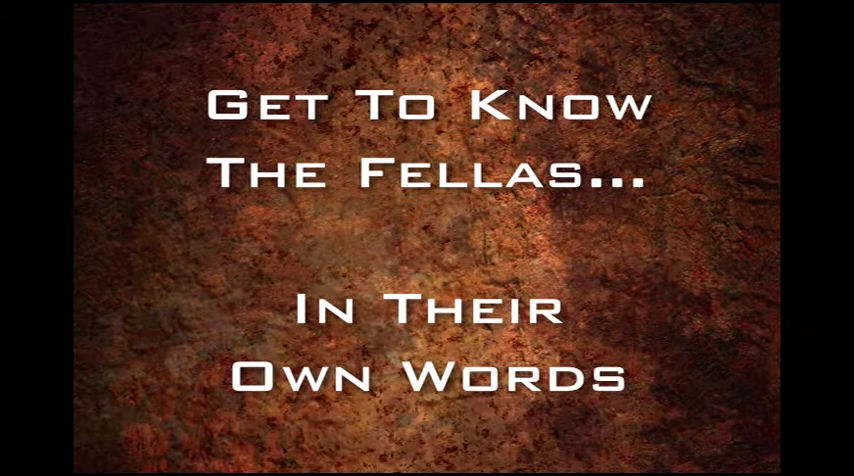 Get To Know
The Fellas...
In Their
Own Words